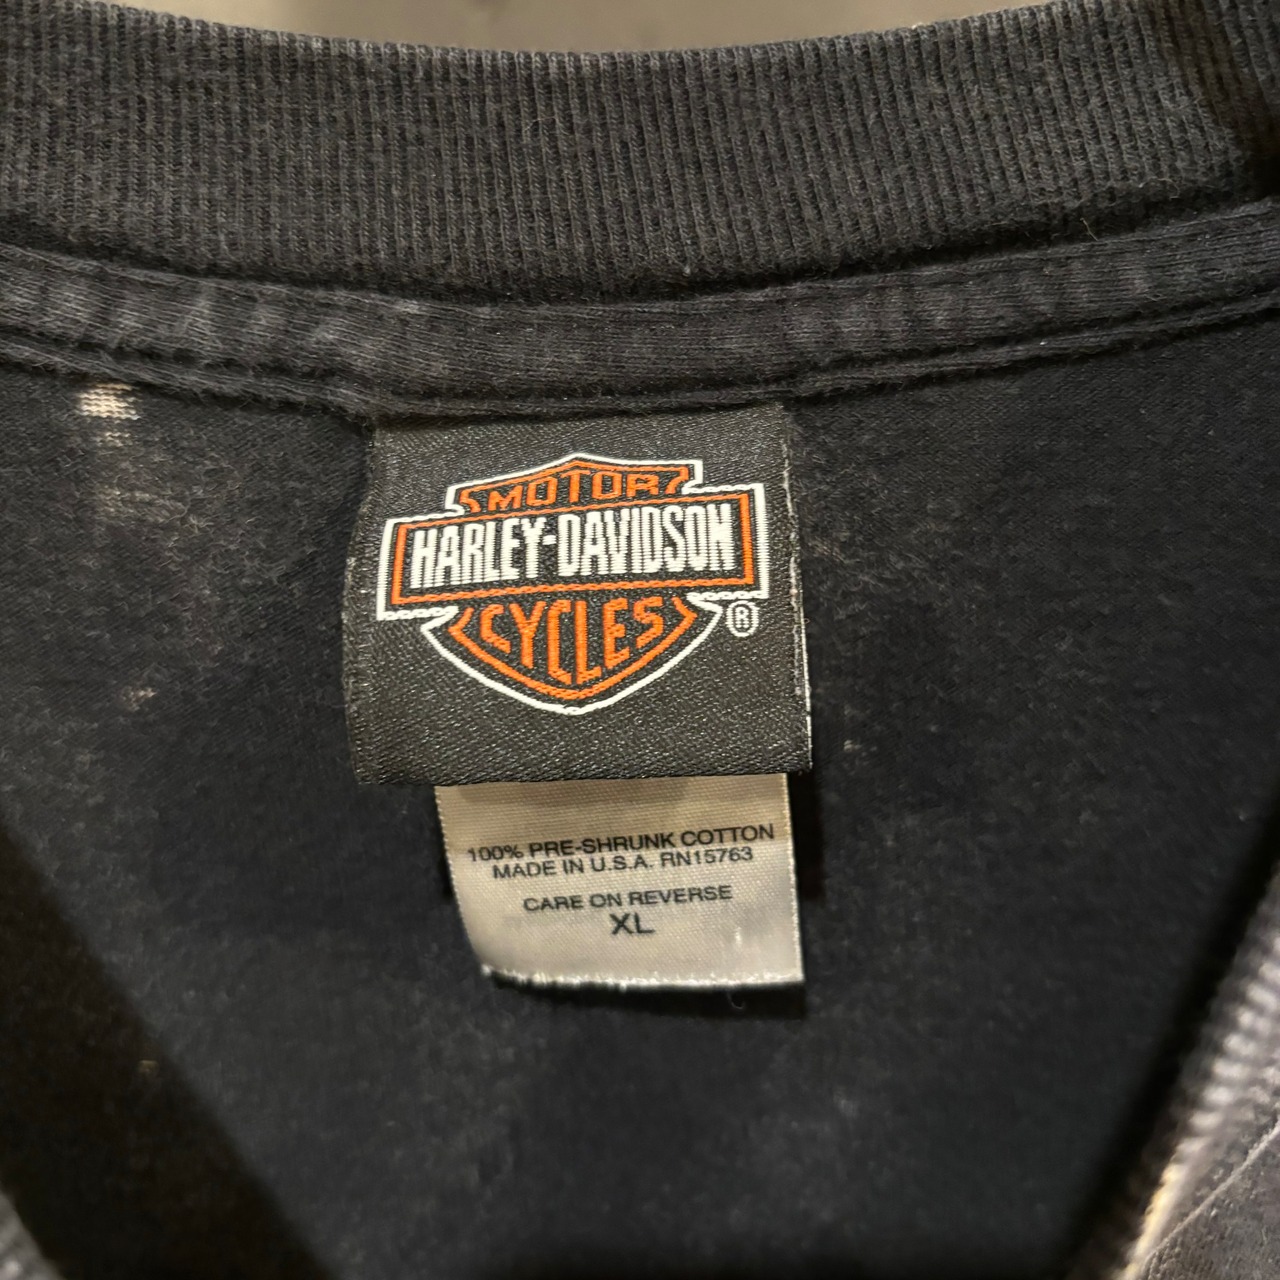 MOTOR
HARLEY-DAVIDSON
CYCLES
®
100% PRE-SHRUNK COTTON
MADE IN U.S.A. RN15763
CARE ON REVERSE
XL